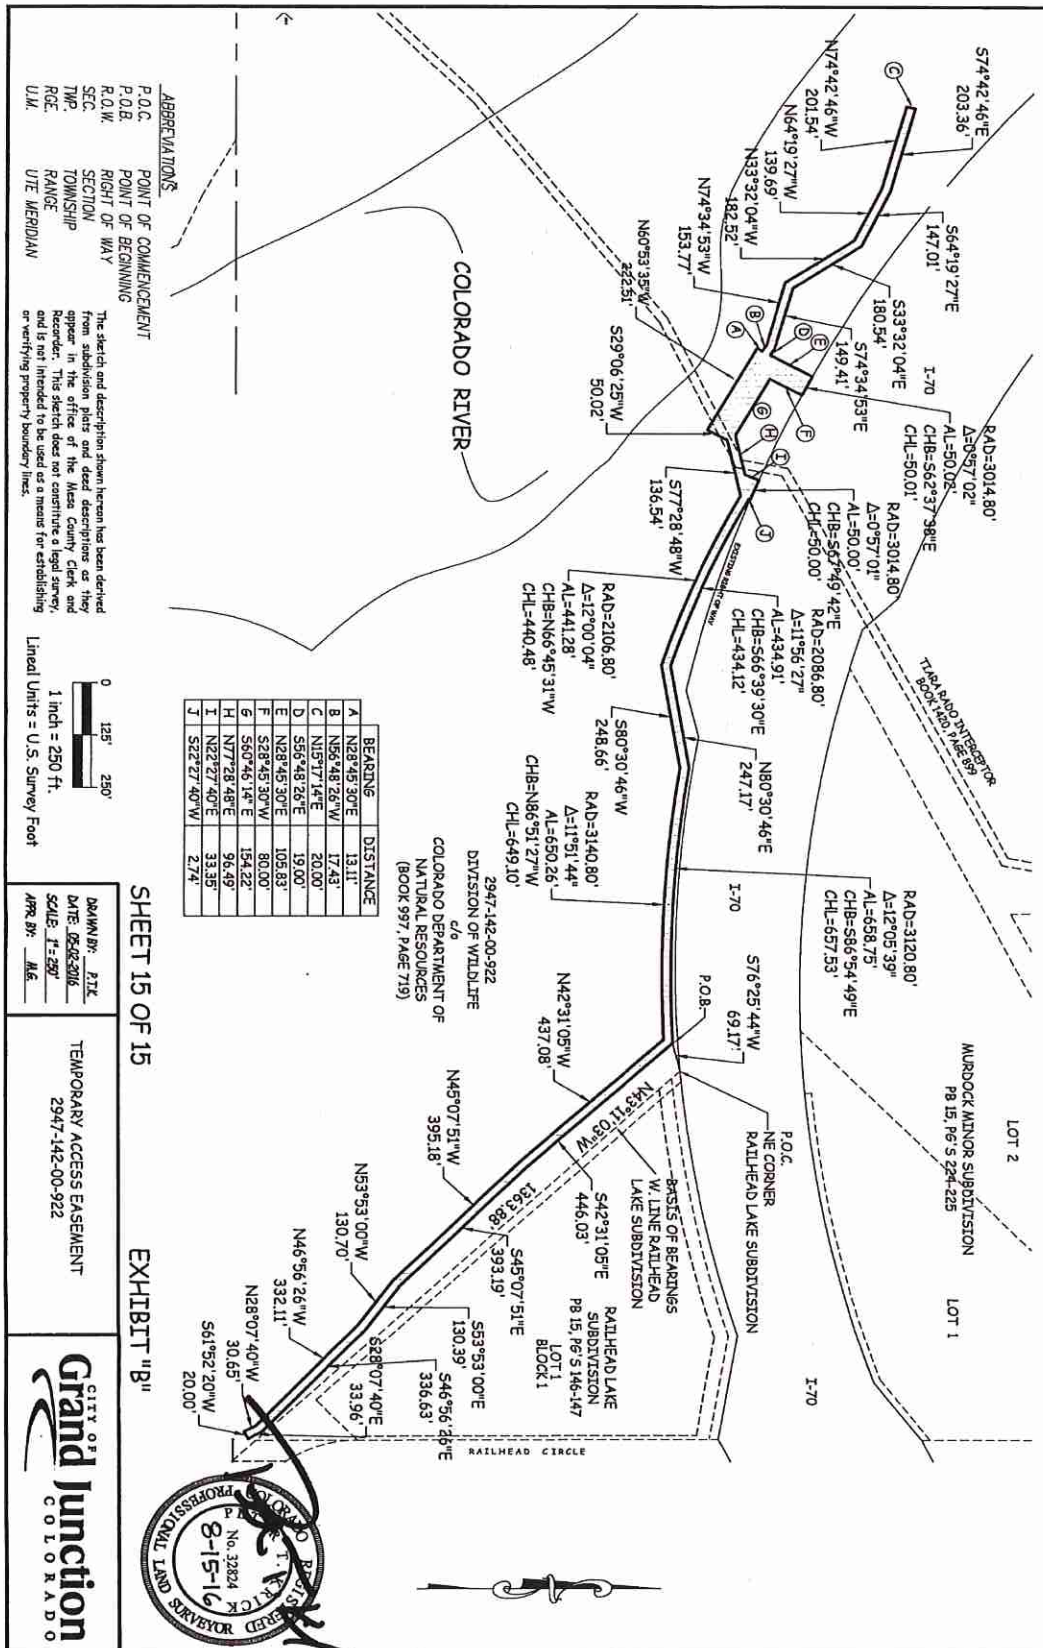 S74°42'46"E
203.36'
C
N74°42'46"W
201.54'
N64°19'27"W
139.69'
N33°32'04"W
182.52'
N74°34'53"W
153.77'
S64°19'27"E
147.01'
S33°32'04"E
180.54'
S74°34'53"E
149.41'
B
A
D
E
N60°53'35"W
222.51'
S29°06'25"W
50.02'
F
G
H
I
J
I-70
RAD=3014.80'
Δ=0°57'02"
AL=50.02'
CHB=S62°37'38"E
CHL=50.01'
RAD=3014.80'
Δ=0°57'01"
AL=50.00'
CHB=S67°49'42"E
CHL=50.00'
S77°28'48"W
136.54'
EXISTING RIGHT OF WAY
RAD=2086.80'
Δ=11°56'27"
AL=434.91'
CHB=S66°39'30"E
CHL=434.12'
RAD=2106.80'
Δ=12°00'04"
AL=441.28'
CHB=N66°45'31"W
CHL=440.48'
TIARA RADO INTERCEPTOR
BOOK 1420, PAGE 899
S80°30'46"W
248.66'
N80°30'46"E
247.17'
RAD=3140.80'
Δ=11°51'44"
AL=650.26'
CHB=N86°51'27"W
CHL=649.10'
I-70
RAD=3120.80'
Δ=12°05'39"
AL=658.75'
CHB=S86°54'49"E
CHL=657.53'
S76°25'44"W
69.17'
P.O.B.
P.O.C.
NE CORNER
RAILHEAD LAKE SUBDIVISION
LOT 2
MURDOCK MINOR SUBDIVISION
PB 15, PG'S 224-225
LOT 1
I-70
N43°11'03"W
1363.88'
BASIS OF BEARINGS
W. LINE RAILHEAD
LAKE SUBDIVISION
RAILHEAD LAKE
SUBDIVISION
PB 15, PG'S 146-147
LOT 1
BLOCK 1
RAILHEAD CIRCLE
N42°31'05"W
437.08'
S42°31'05"E
446.03'
N45°07'51"W
395.18'
S45°07'51"E
393.19'
N53°53'00"W
130.70'
S53°53'00"E
130.39'
N46°56'26"W
332.11'
S46°56'26"E
336.63'
N28°07'40"W
30.65'
S28°07'40"E
33.96'
S61°52'20"W
20.00'
COLORADO RIVER
2947-142-00-922
DIVISION OF WILDLIFE
c/o
COLORADO DEPARTMENT OF
NATURAL RESOURCES
(BOOK 997, PAGE 719)
BEARING DISTANCE
A N28°45'30"E 13.11'
B N56°48'26"W 17.43'
C N15°17'14"E 20.00'
D S56°48'26"E 19.00'
E N28°45'30"E 105.83'
F S28°45'30"W 80.00'
G S60°46'14"E 154.22'
H N77°28'48"E 96.49'
I N22°27'40"E 33.35'
J S22°27'40"W 2.74'
ABBREVIATIONS
P.O.C. POINT OF COMMENCEMENT
P.O.B. POINT OF BEGINNING
R.O.W. RIGHT OF WAY
SEC. SECTION
TWP. TOWNSHIP
RGE. RANGE
U.M. UTE MERIDIAN
The sketch and description shown hereon has been derived
from subdivision plats and deed descriptions as they
appear in the office of the Mesa County Clerk and
Recorder. This sketch does not constitute a legal survey,
and is not intended to be used as a means for establishing
or verifying property boundary lines.
0 125' 250'
1 inch = 250 ft.
Lineal Units = U.S. Survey Foot
SHEET 15 OF 15
EXHIBIT "B"
COLORADO REGISTERED
PETER T. KRICK
No. 32824
8-15-16
PROFESSIONAL LAND SURVEYOR
DRAWN BY: P.T.K.
DATE: 05-02-2016
SCALE: 1" = 250'
APPR. BY: M.G.
TEMPORARY ACCESS EASEMENT
2947-142-00-922
CITY OF
Grand Junction
COLORADO